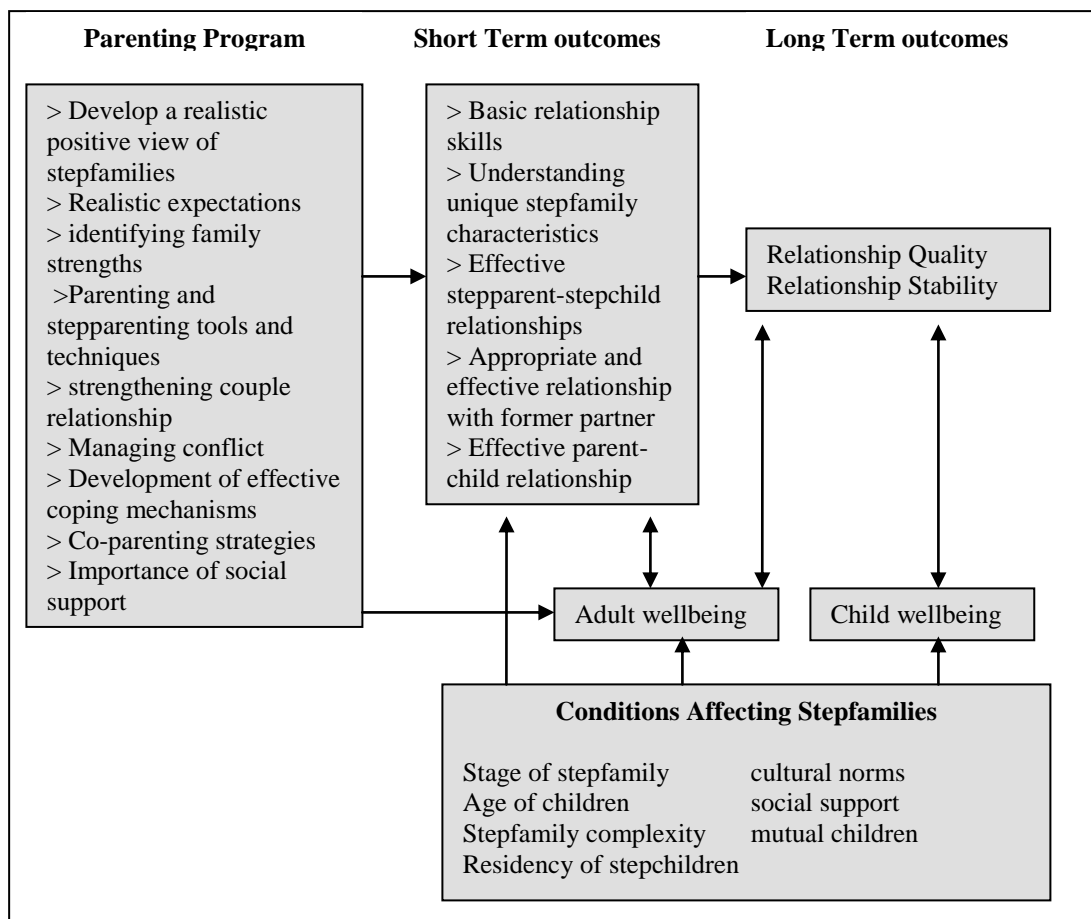 Parenting Program
Short Term outcomes
Long Term outcomes
> Develop a realistic
positive view of
stepfamilies
> Realistic expectations
> identifying family
strengths
>Parenting and
stepparenting tools and
techniques
> strengthening couple
relationship
> Managing conflict
> Development of effective
coping mechanisms
> Co-parenting strategies
> Importance of social
support
> Basic relationship
skills
> Understanding
unique stepfamily
characteristics
> Effective
stepparent-stepchild
relationships
> Appropriate and
effective relationship
with former partner
> Effective parent-
child relationship
Relationship Quality
Relationship Stability
Adult wellbeing
Child wellbeing
Conditions Affecting Stepfamilies
Stage of stepfamily
Age of children
Stepfamily complexity
Residency of stepchildren
cultural norms
social support
mutual children